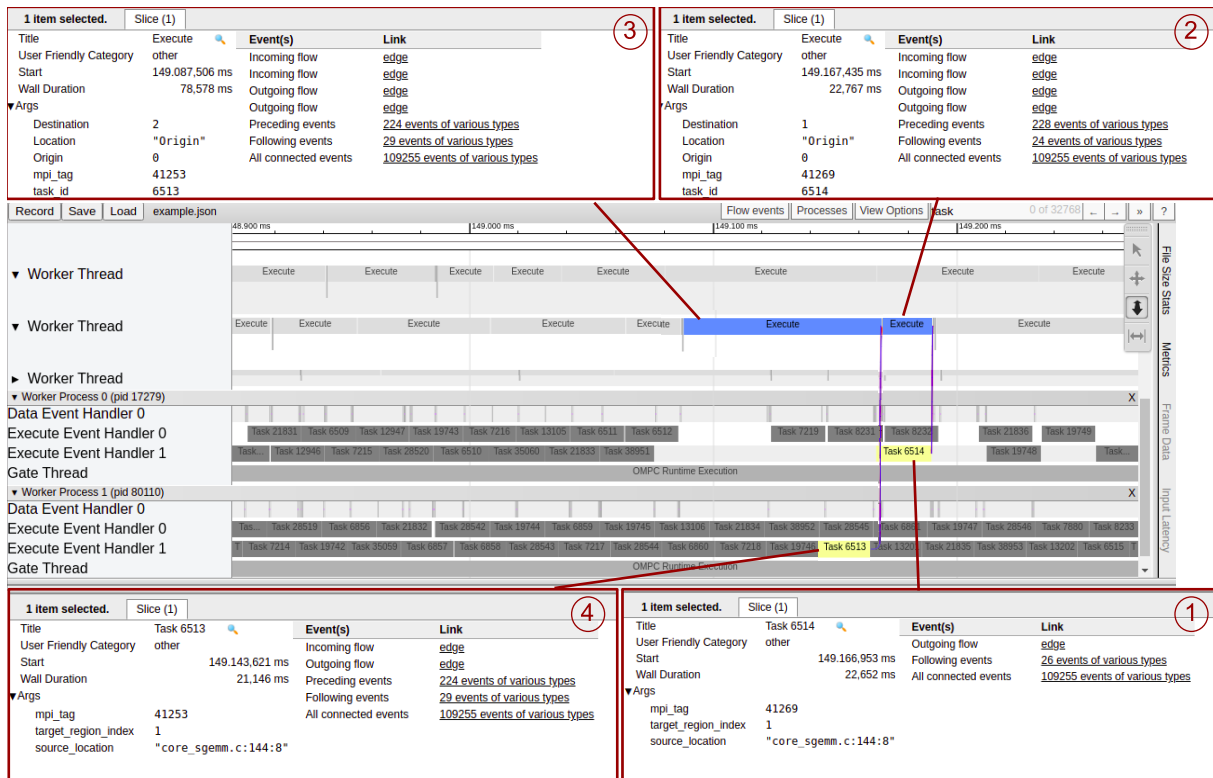 1 item selected. Slice (1) ③
Title Execute Event(s) Link
User Friendly Category other Incoming flow edge
Start 149.087,506 ms Incoming flow edge
Wall Duration 78,578 ms Outgoing flow edge
▼Args Outgoing flow edge
Destination 2 Preceding events 224 events of various types
Location "Origin" Following events 29 events of various types
Origin 0 All connected events 109255 events of various types
mpi_tag 41253
task_id 6513
1 item selected. Slice (1) ②
Title Execute Event(s) Link
User Friendly Category other Incoming flow edge
Start 149.167,435 ms Incoming flow edge
Wall Duration 22,767 ms Outgoing flow edge
Args Outgoing flow edge
Destination 1 Preceding events 228 events of various types
Location "Origin" Following events 24 events of various types
Origin 0 All connected events 109255 events of various types
mpi_tag 41269
task_id 6514
Record Save Load example.json Flow events Processes View Options task 0 of 32768 ← → » ?
48.900 ms 149.000 ms 149.100 ms 149.200 ms
▼ Worker Thread Execute Execute Execute Execute Execute Execute Execute Execute
▼ Worker Thread Execute Execute Execute Execute Execute Execute Execute Execute
► Worker Thread
▼ Worker Process 0 (pid 17279) X
Data Event Handler 0
Execute Event Handler 0 Task 21831 Task 6509 Task 12947 Task 19743 Task 7216 Task 13105 Task 6511 Task 6512 Task 7219 Task 8231 Task 8232 Task 21836 Task 19749
Execute Event Handler 1 Task... Task 12946 Task 7215 Task 28520 Task 6510 Task 35060 Task 21833 Task 38951 Task 6514 Task 19748 Task...
Gate Thread OMPC Runtime Execution
▼ Worker Process 1 (pid 80110) X
Data Event Handler 0
Execute Event Handler 0 Tas... Task 28519 Task 6856 Task 21832 Task 28542 Task 19744 Task 6859 Task 19745 Task 13106 Task 21834 Task 38952 Task 28545 Task 6861 Task 19747 Task 28546 Task 7880 Task 8233
Execute Event Handler 1 T Task 7214 Task 19742 Task 35059 Task 6857 Task 6858 Task 28543 Task 7217 Task 28544 Task 6860 Task 7218 Task 19746 Task 6513 Task 13201 Task 21835 Task 38953 Task 13202 Task 6515 T
Gate Thread OMPC Runtime Execution
File Size Stats
Metrics
Frame Data
Input Latency
1 item selected. Slice (1) ④
Title Task 6513 Event(s) Link
User Friendly Category other Incoming flow edge
Start 149.143,621 ms Outgoing flow edge
Wall Duration 21,146 ms Preceding events 224 events of various types
▼Args Following events 29 events of various types
mpi_tag 41253 All connected events 109255 events of various types
target_region_index 1
source_location "core_sgemm.c:144:8"
1 item selected. Slice (1) ①
Title Task 6514 Event(s) Link
User Friendly Category other Outgoing flow edge
Start 149.166,953 ms Following events 26 events of various types
Wall Duration 22,652 ms All connected events 109255 events of various types
▼Args
mpi_tag 41269
target_region_index 1
source_location "core_sgemm.c:144:8"